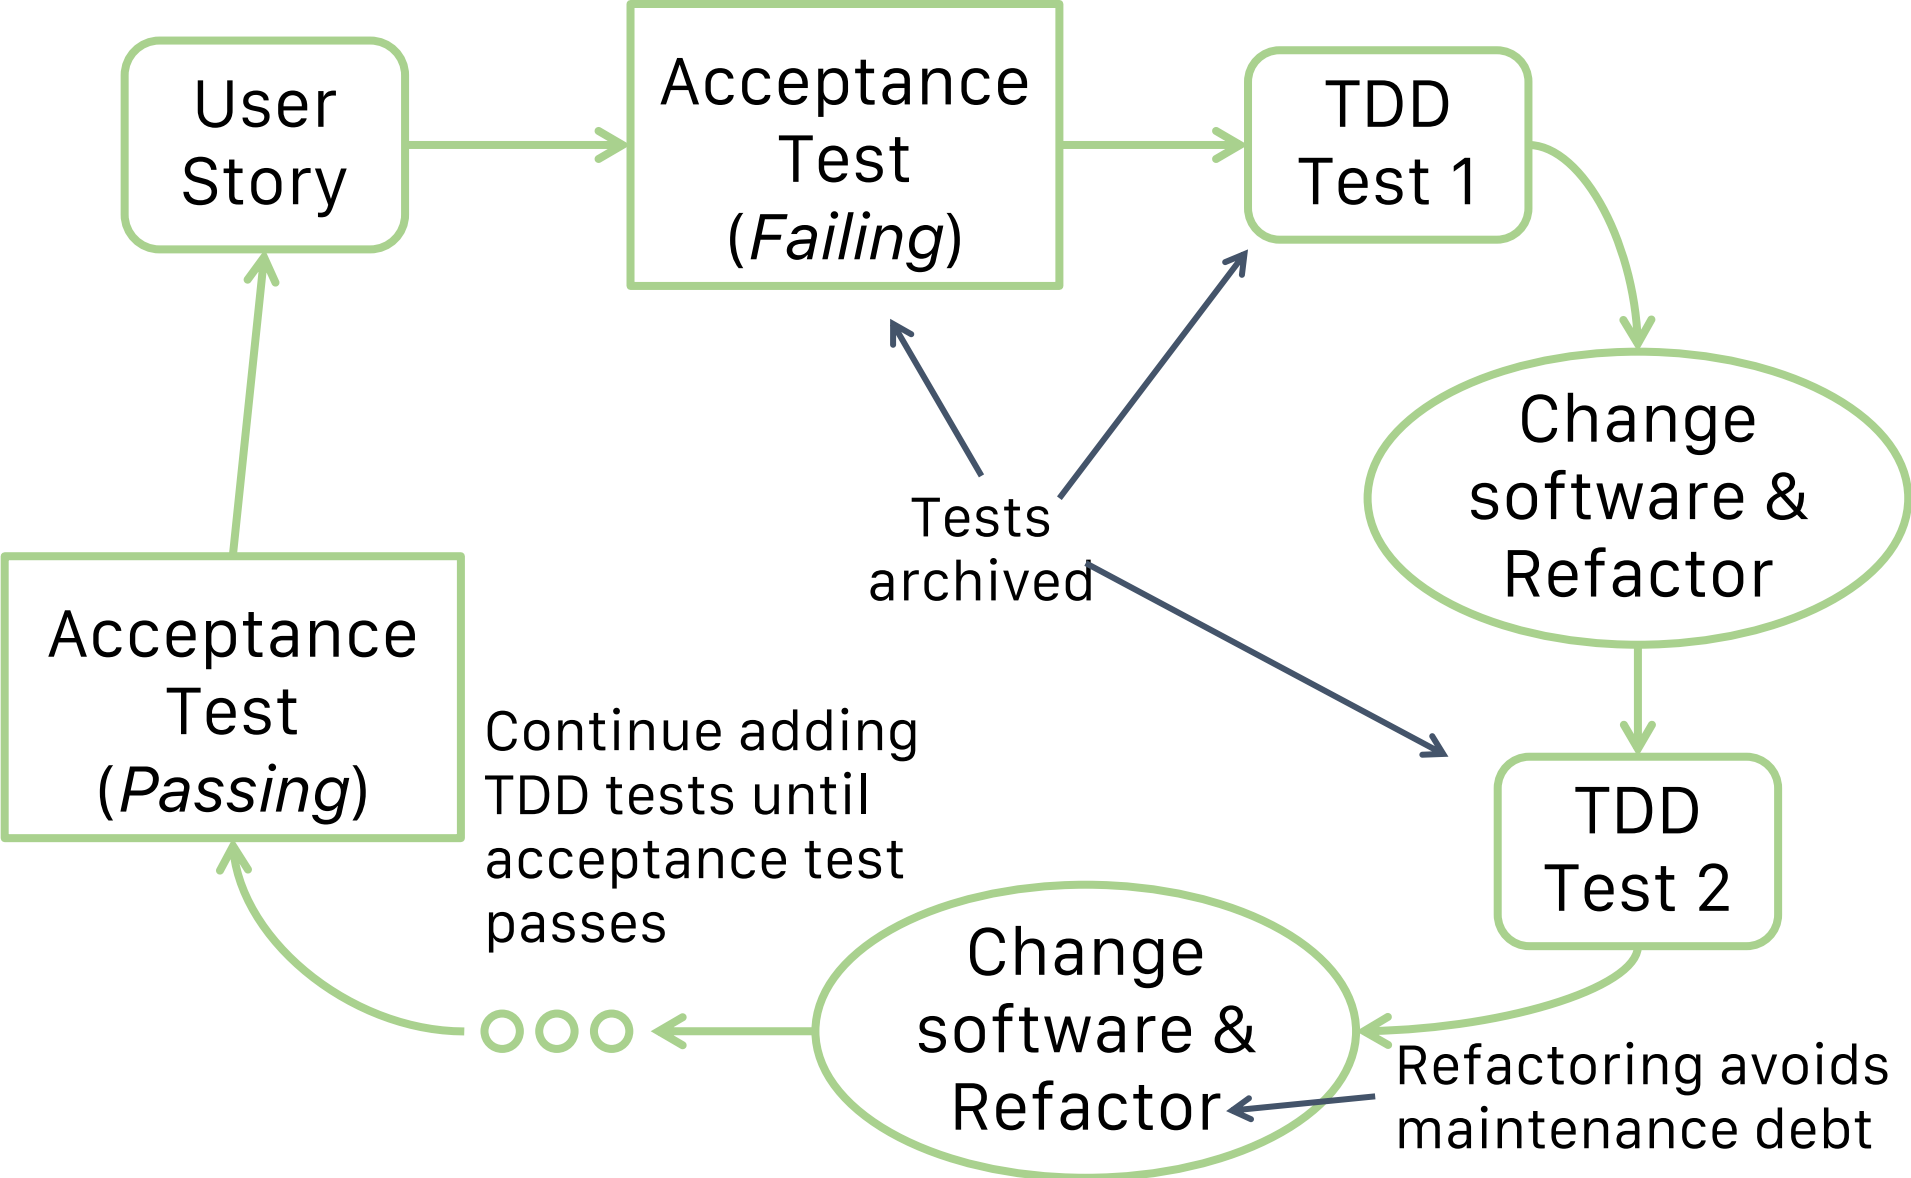 User
Story
Acceptance
Test
(Failing)
TDD
Test 1
Change
software &
Refactor
Tests
archived
TDD
Test 2
Change
software &
Refactor
Refactoring avoids
maintenance debt
Continue adding
TDD tests until
acceptance test
passes
Acceptance
Test
(Passing)